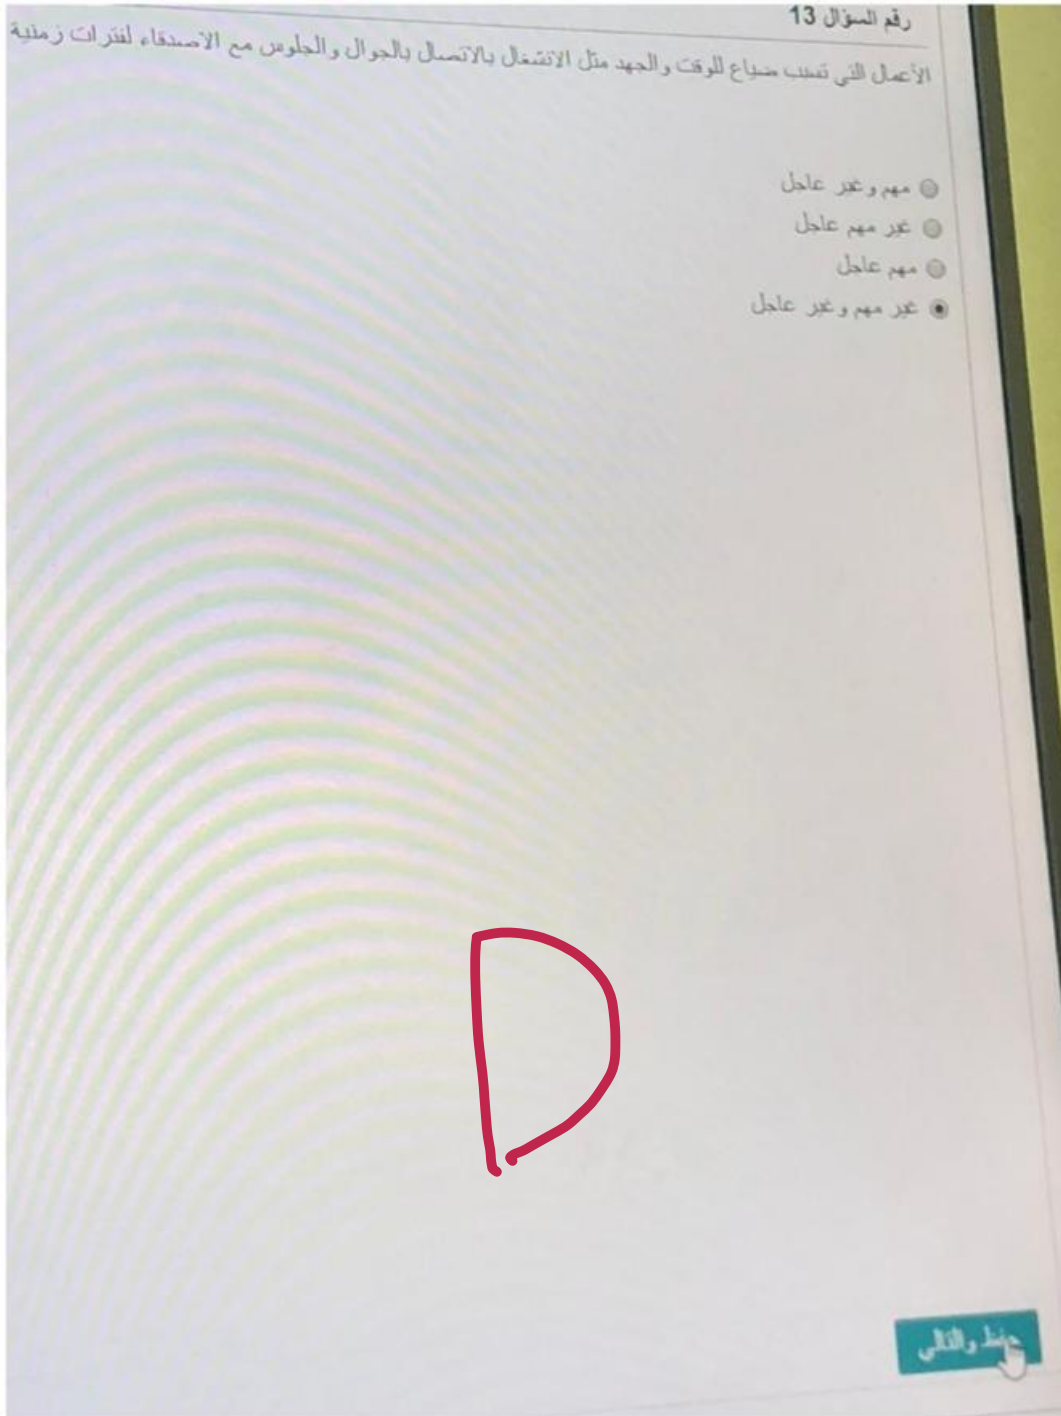 رقم السؤال 13
الأعمال التي تسبب ضياع للوقت والجهد مثل الانشغال بالاتصال بالجوال والجلوس مع الاصدقاء لفترات زمنية
مهم وغير عاجل
غير مهم عاجل
مهم عاجل
غير مهم وغير عاجل
D
حفظ والتالي